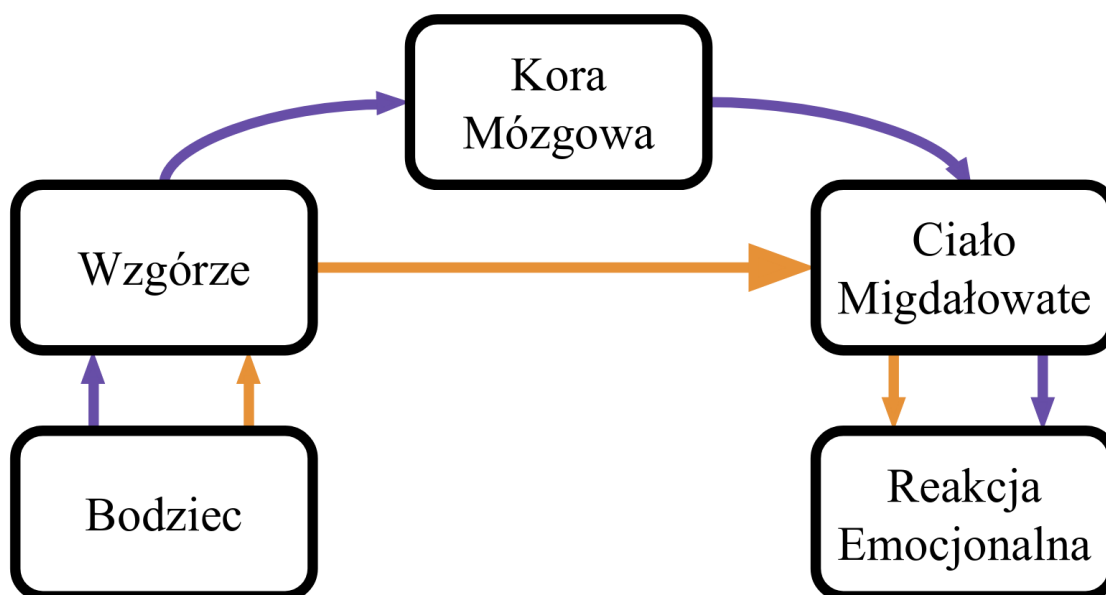 Kora
Mózgowa
Wzgórze
Ciało
Migdałowate
Bodziec
Reakcja
Emocjonalna